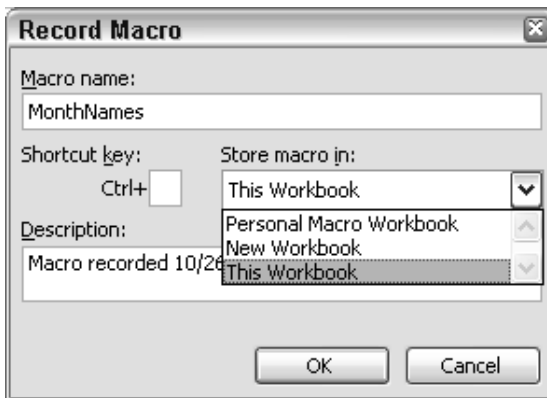 Record Macro
Macro name:
MonthNames
Shortcut key: Store macro in:
Ctrl+ This Workbook
Personal Macro Workbook
Description: New Workbook
Macro recorded 10/26 This Workbook
OK Cancel